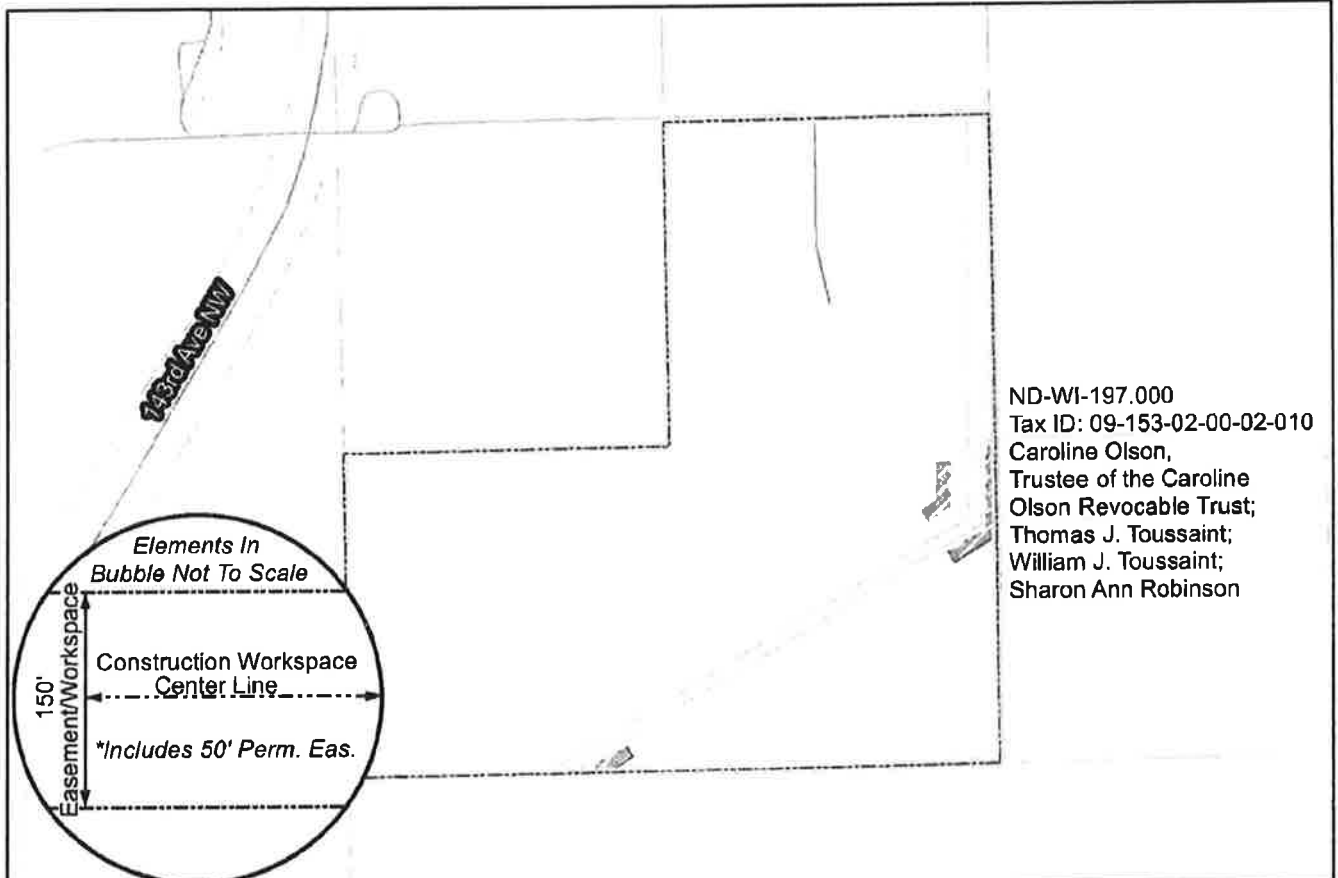 143rd Ave NW
ND-WI-197.000
Tax ID: 09-153-02-00-02-010
Caroline Olson,
Trustee of the Caroline
Olson Revocable Trust;
Thomas J. Toussaint;
William J. Toussaint;
Sharon Ann Robinson
Elements In
Bubble Not To Scale
150'
Easement/Workspace
Construction Workspace
Center Line
*Includes 50' Perm. Eas.